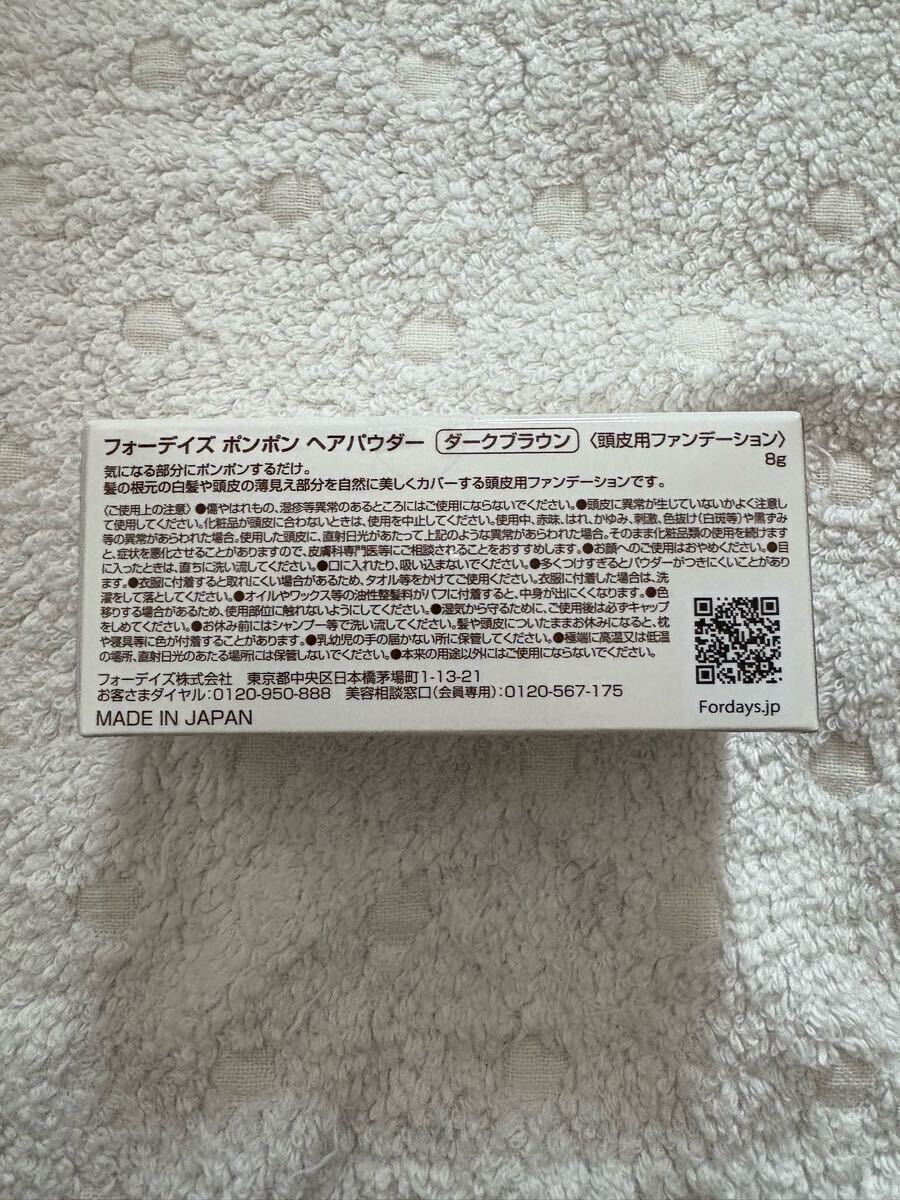 フォーデイズ ポンポン ヘアパウダー ダークブラウン 〈頭皮用ファンデーション〉
8g
気になる部分にポンポンするだけ。
髪の根元の白髪や頭皮の薄見え部分を自然に美しくカバーする頭皮用ファンデーションです。
〈ご使用上の注意〉●傷やはれもの、湿疹等異常のあるところにはご使用にならないでください。●頭皮に異常が生じていないかよく注意
して使用してください。化粧品が頭皮に合わないときは、使用を中止してください。使用中、赤味、はれ、かゆみ、刺激、色抜け(白斑等)や黒ずみ
等の異常があらわれた場合。使用した頭皮に、直射日光があたって上記のような異常があらわれた場合。そのまま化粧品類の使用を続けます
と、症状を悪化させることがありますので、皮膚科専門医等にご相談されることをおすすめします。●お顔へのご使用はおやめください。●目
に入ったときは、直ちに洗い流してください。●口に入れたり、吸い込まないでください。●多くつけすぎるとパウダーがつきにくいことがあり
ます。●衣服に付着すると取れにくい場合があるため、タオル等をかけてご使用ください。衣服に付着した場合は、洗
濯をして落としてください。●オイルやワックス等の油性整髪料がパフに付着すると、中身が出にくくなります。●色
移りする場合があるため、使用部位に触れないようにしてください。●湿気から守るために、ご使用後は必ずキャップ
をしめてください。●お休み前にはシャンプー等で洗い流してください。髪や頭皮についたままお休みになると、枕
や寝具等に色が付着することがあります。●乳幼児の手の届かない所に保管してください。●極端に高温又は低温
の場所、直射日光のあたる場所には保管しないでください。●本来の用途以外にはご使用にならないでください。
フォーデイズ株式会社 東京都中央区日本橋茅場町1-13-21
お客さまダイヤル:0120-950-888 美容相談窓口(会員専用):0120-567-175
MADE IN JAPAN
Fordays.jp